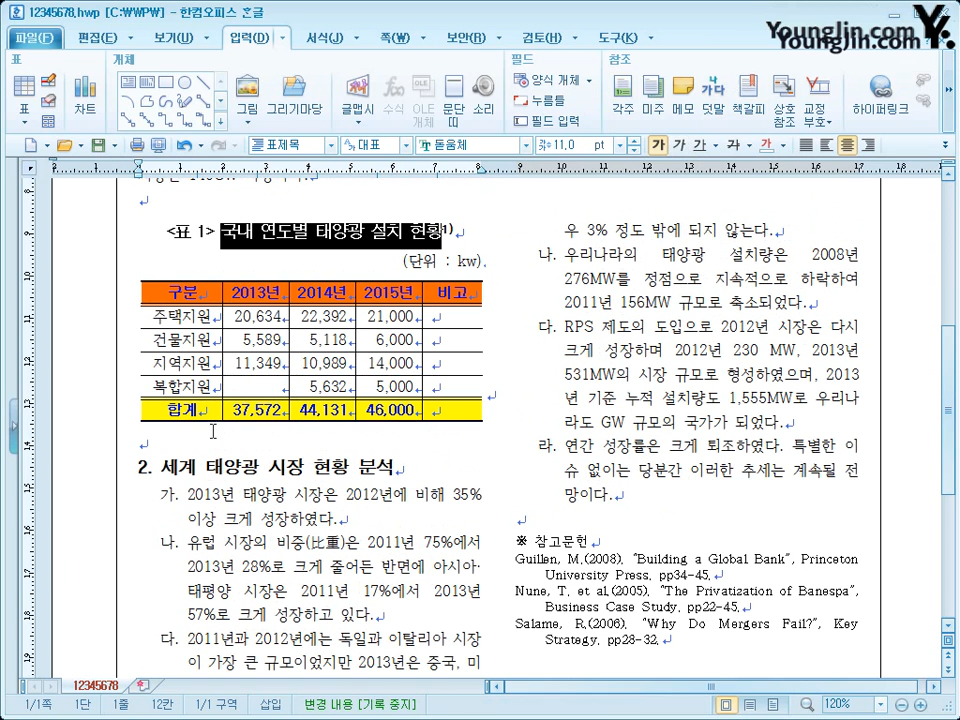 12345678.hwp [C:\WP\] - 한컴오피스 한글
YoungJin.com Y.
YoungJin.com
파일(F) 편집(E) 보기(U) 입력(D) 서식(J) 쪽(W) 보안(B) 검토(H) 도구(K)
표 개체 필드 참조
표 차트 그림 그리기마당 글맵시 수식 OLE 개체 문단 띠 소리
양식 개체
누름틀
필드 입력
각주 미주 메모 덧말 책갈피 상호 참조 교정 부호 하이퍼링크
표제목 대표 돋움체 11.0 pt 가 가 가 가 가
<표 1> 국내 연도별 태양광 설치 현황1)
(단위 : kw)
구분 2013년 2014년 2015년 비고
주택지원 20,634 22,392 21,000
건물지원 5,589 5,118 6,000
지역지원 11,349 10,989 14,000
복합지원 5,632 5,000
합계 37,572 44,131 46,000
2. 세계 태양광 시장 현황 분석
가. 2013년 태양광 시장은 2012년에 비해 35%
이상 크게 성장하였다.
나. 유럽 시장의 비중(比重)은 2011년 75%에서
2013년 28%로 크게 줄어든 반면에 아시아·
태평양 시장은 2011년 17%에서 2013년
57%로 크게 성장하고 있다.
다. 2011년과 2012년에는 독일과 이탈리아 시장
이 가장 큰 규모이었지만 2013년은 중국, 미
우 3% 정도 밖에 되지 않는다.
나. 우리나라의 태양광 설치량은 2008년
276MW를 정점으로 지속적으로 하락하여
2011년 156MW 규모로 축소되었다.
다. RPS 제도의 도입으로 2012년 시장은 다시
크게 성장하며 2012년 230 MW, 2013년
531MW의 시장 규모로 형성하였으며, 2013
년 기준 누적 설치량도 1,555MW로 우리나
라도 GW 규모의 국가가 되었다.
라. 연간 성장률은 크게 퇴조하였다. 특별한 이
슈 없이는 당분간 이러한 추세는 계속될 전
망이다.
※ 참고문헌
Guillen, M.(2008), "Building a Global Bank", Princeton
University Press, pp34-45.
Nune, T. et al.(2005), "The Privatization of Banespa",
Business Case Study, pp22-45.
Salame, R.(2006), "Why Do Mergers Fail?", Key
Strategy, pp28-32.
12345678
1/1쪽 1단 1줄 12칸 1/1 구역 삽입 변경 내용 [기록 중지] 120%